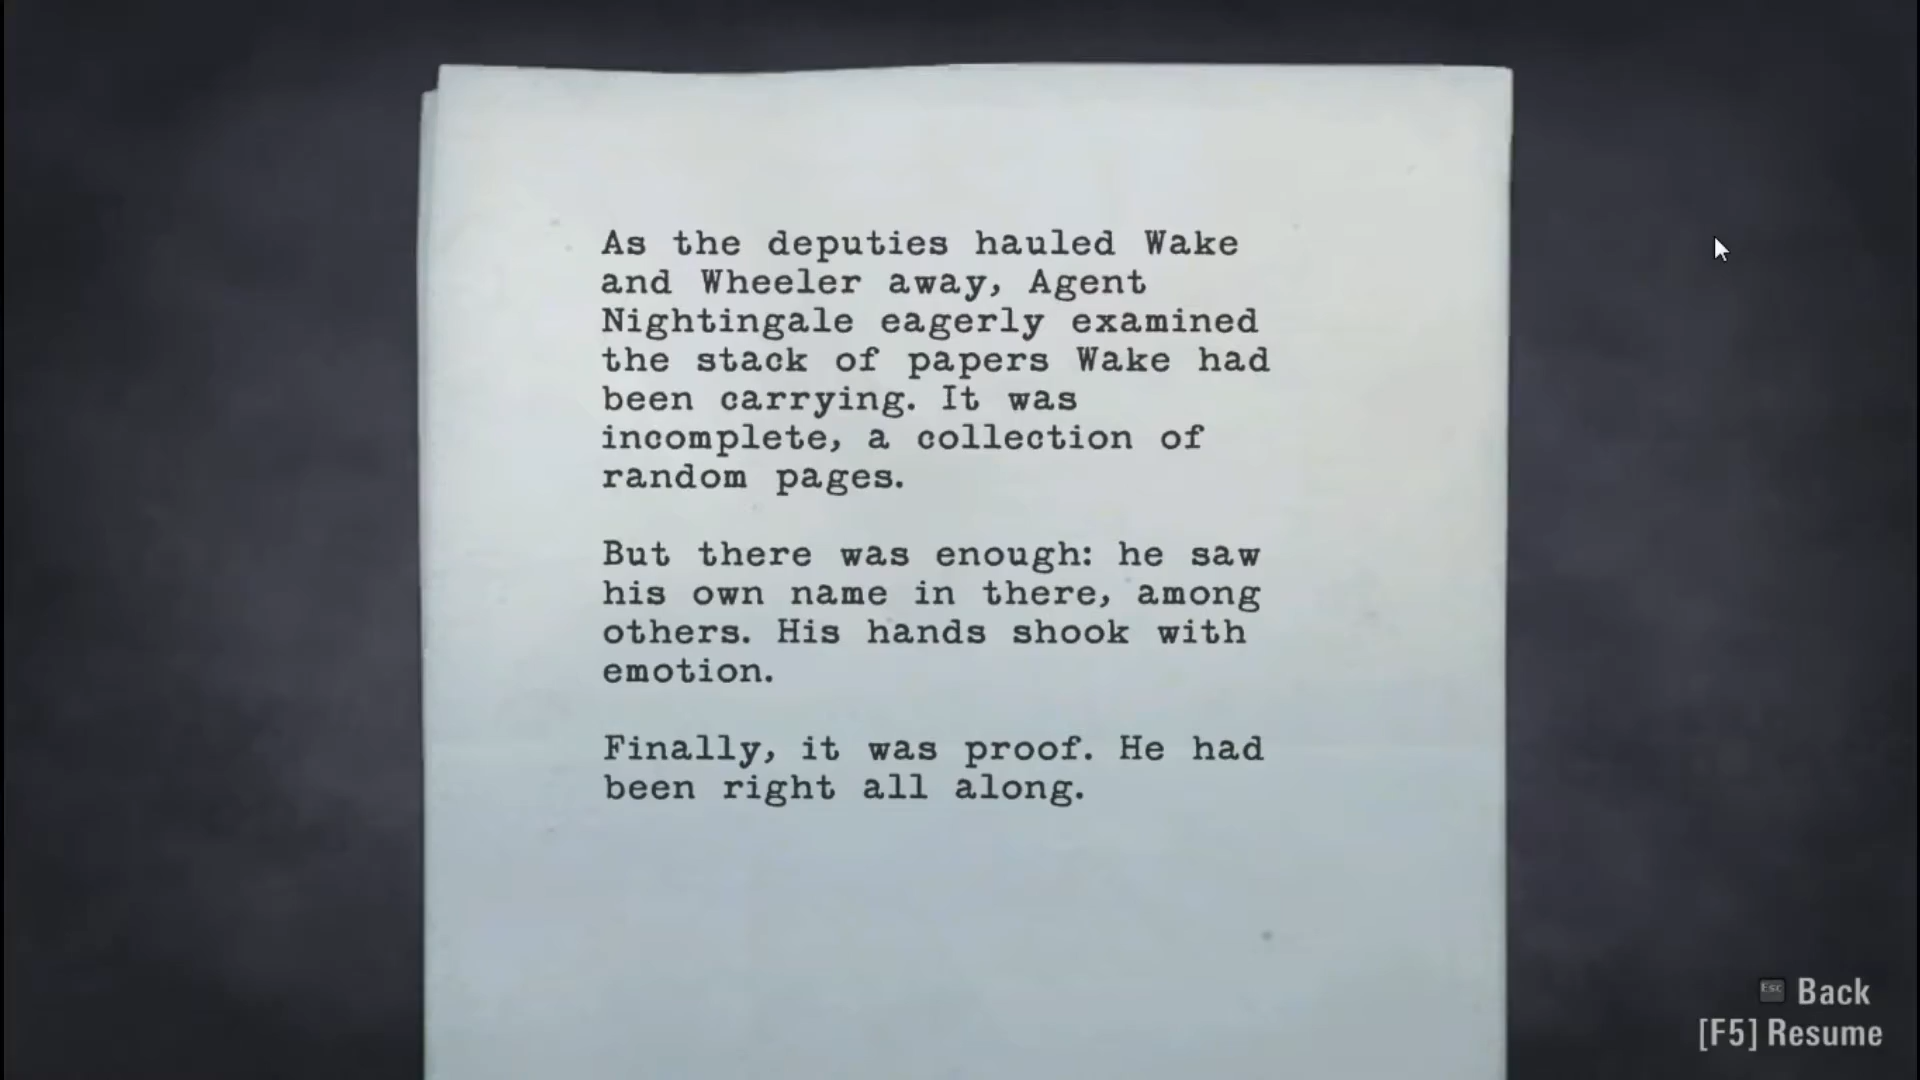 As the deputies hauled Wake
and Wheeler away, Agent
Nightingale eagerly examined
the stack of papers Wake had
been carrying. It was
incomplete, a collection of
random pages.
But there was enough: he saw
his own name in there, among
others. His hands shook with
emotion.
Finally, it was proof. He had
been right all along.
Esc Back
[F5] Resume